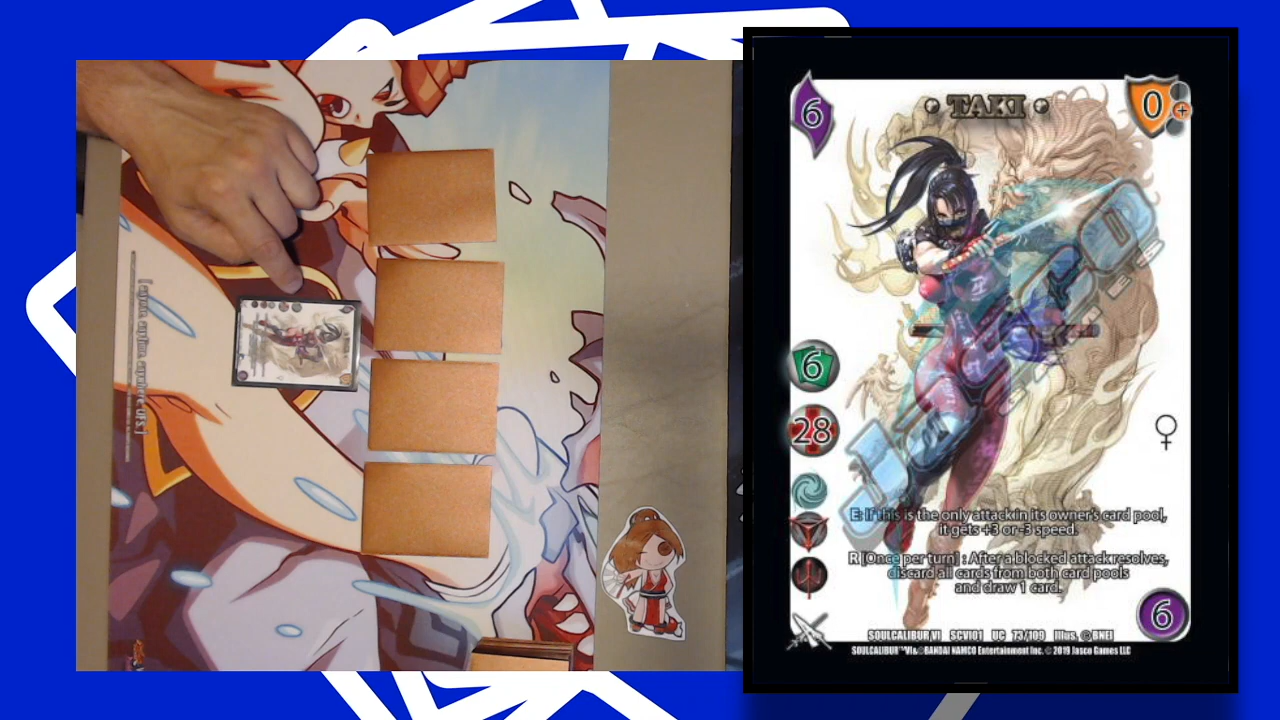 6
TAKI
0
+
6
28
E: If this is the only attack in its owner's card pool,
it gets +3 or -3 speed.
R [Once per turn] : After a blocked attack resolves,
discard all cards from both card pools
and draw 1 card.
6
SOULCALIBUR VI SCVI01 UC 73/109 Illus. © BNEI
SOULCALIBUR™VI&©BANDAI NAMCO Entertainment Inc. © 2019 Jasco Games LLC